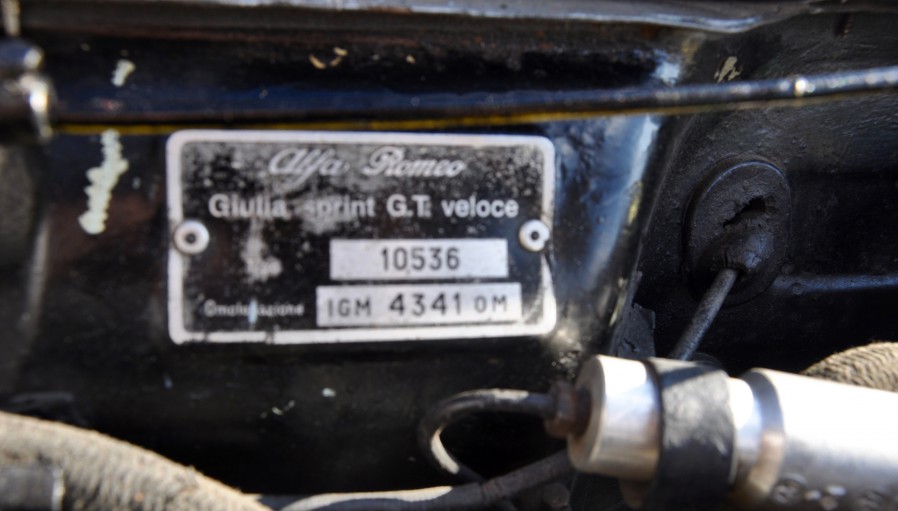 Alfa Romeo
Giulia sprint G.T. veloce
10536
Omologazione IGM 4341 OM